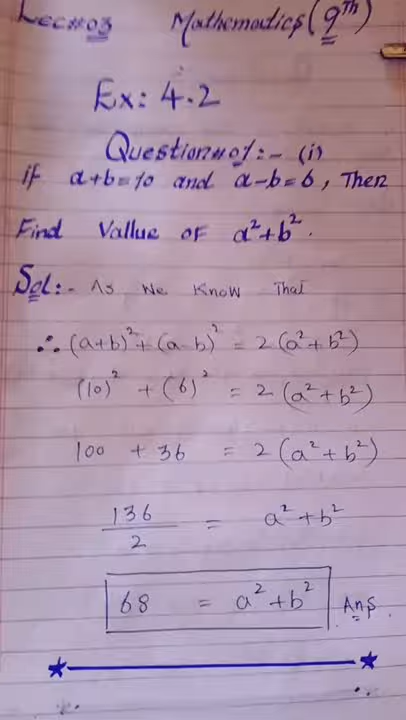 Lec#03 Mathematics (9th)
Ex: 4.2
Question#01:- (i)
if a+b=10 and a-b=6, Then
Find Vallue of a²+b².
Sol:- As We Know That
∴ (a+b)²+(a-b)² = 2(a²+b²)
(10)² + (6)² = 2(a²+b²)
100 + 36 = 2(a²+b²)
136/2 = a²+b²
68 = a²+b² Ans.